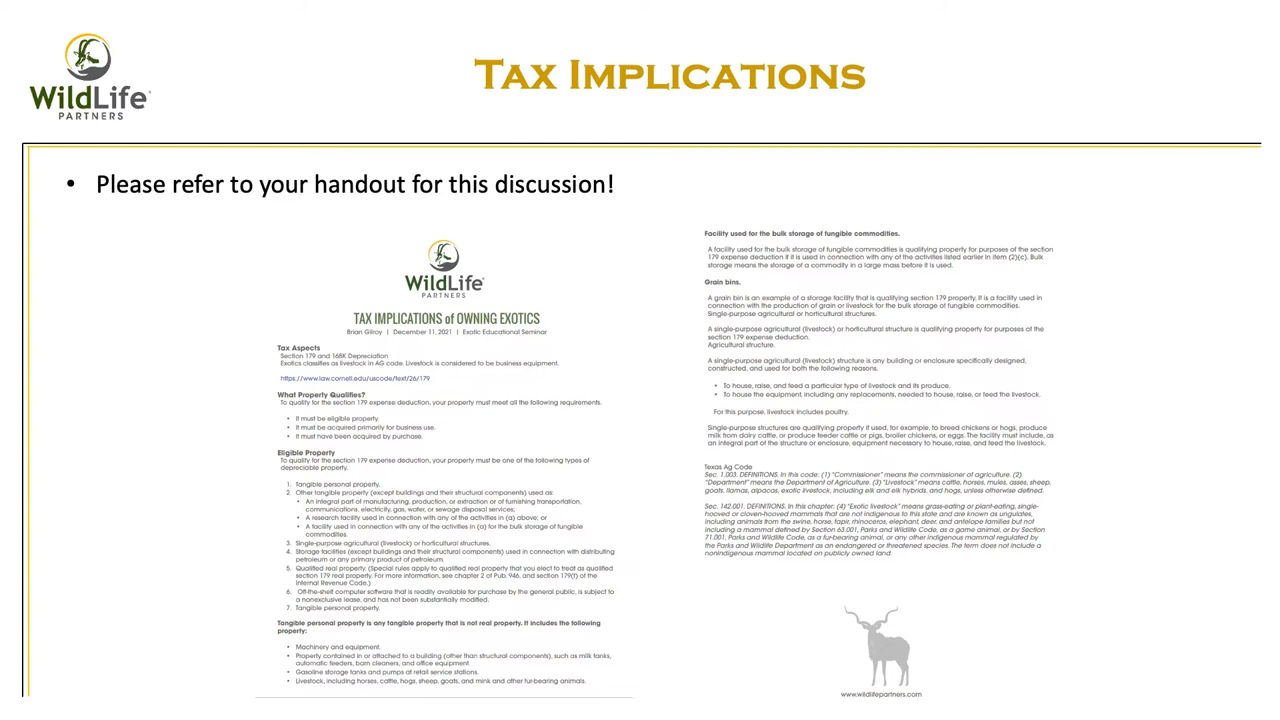 WildLife
PARTNERS
TAX IMPLICATIONS
• Please refer to your handout for this discussion!
WildLife
PARTNERS
TAX IMPLICATIONS of OWNING EXOTICS
Brian Gilroy | December 11, 2021 | Exotic Educational Seminar
Tax Aspects
Section 179 and 168K Depreciation
Exotics classifies as livestock in AG code. Livestock is considered to be business equipment.
https://www.law.cornell.edu/uscode/text/26/179
What Property Qualifies?
To qualify for the section 179 expense deduction, your property must meet all the following requirements.
• It must be eligible property.
• It must be acquired primarily for business use.
• It must have been acquired by purchase.
Eligible Property
To qualify for the section 179 expense deduction, your property must be one of the following types of
depreciable property.
1. Tangible personal property.
2. Other tangible property (except buildings and their structural components) used as:
• An integral part of manufacturing, production, or extraction or of furnishing transportation,
communications, electricity, gas, water, or sewage disposal services;
• A research facility used in connection with any of the activities in (a) above; or
• A facility used in connection with any of the activities in (a) for the bulk storage of fungible
commodities.
3. Single-purpose agricultural (livestock) or horticultural structures.
4. Storage facilities (except buildings and their structural components) used in connection with distributing
petroleum or any primary product of petroleum.
5. Qualified real property (Special rules apply to qualified real property that you elect to treat as qualified
section 179 real property. For more information, see chapter 2 of Pub. 946, and section 179(f) of the
Internal Revenue Code.)
6. Off-the-shelf computer software that is readily available for purchase by the general public, is subject to
a nonexclusive lease, and has not been substantially modified.
7. Tangible personal property.
Tangible personal property is any tangible property that is not real property. It includes the following
property:
• Machinery and equipment.
• Property contained in or attached to a building (other than structural components), such as milk tanks,
automatic feeders, barn cleaners, and office equipment.
• Gasoline storage tanks and pumps at retail service stations.
• Livestock, including horses, cattle, hogs, sheep, goats, and mink and other fur-bearing animals.
Facility used for the bulk storage of fungible commodities.
A facility used for the bulk storage of fungible commodities is qualifying property for purposes of the section
179 expense deduction if it is used in connection with any of the activities listed earlier in item (2)(c). Bulk
storage means the storage of a commodity in a large mass before it is used.
Grain bins.
A grain bin is an example of a storage facility that is qualifying section 179 property. It is a facility used in
connection with the production of grain or livestock for the bulk storage of fungible commodities.
Single-purpose agricultural or horticultural structures.
A single-purpose agricultural (livestock) or horticultural structure is qualifying property for purposes of the
section 179 expense deduction.
Agricultural structure.
A single-purpose agricultural (livestock) structure is any building or enclosure specifically designed,
constructed, and used for both the following reasons.
• To house, raise, and feed a particular type of livestock and its produce.
• To house the equipment, including any replacements, needed to house, raise, or feed the livestock.
For this purpose, livestock includes poultry.
Single-purpose structures are qualifying property if used, for example, to breed chickens or hogs, produce
milk from dairy cattle, or produce feeder cattle or pigs, broiler chickens, or eggs. The facility must include, as
an integral part of the structure or enclosure, equipment necessary to house, raise, and feed the livestock.
Texas Ag Code
Sec. 1.003. DEFINITIONS. In this code: (1) "Commissioner" means the commissioner of agriculture. (2)
"Department" means the Department of Agriculture. (3) "Livestock" means cattle, horses, mules, asses, sheep,
goats, llamas, alpacas, exotic livestock, including elk and elk hybrids, and hogs, unless otherwise defined.
Sec. 142.001. DEFINITIONS. In this chapter: (4) "Exotic livestock" means grass-eating or plant-eating, single-
hooved or cloven-hooved mammals that are not indigenous to this state and are known as ungulates,
including animals from the swine, horse, tapir, rhinoceros, elephant, deer, and antelope families but not
including a mammal defined by Section 63.001, Parks and Wildlife Code, as a game animal, or by Section
71.001, Parks and Wildlife Code, as a fur-bearing animal, or any other indigenous mammal regulated
by the Parks and Wildlife Department as an endangered or threatened species. The term does not include a
nonindigenous mammal located on publicly owned land.
www.wildlifepartners.com